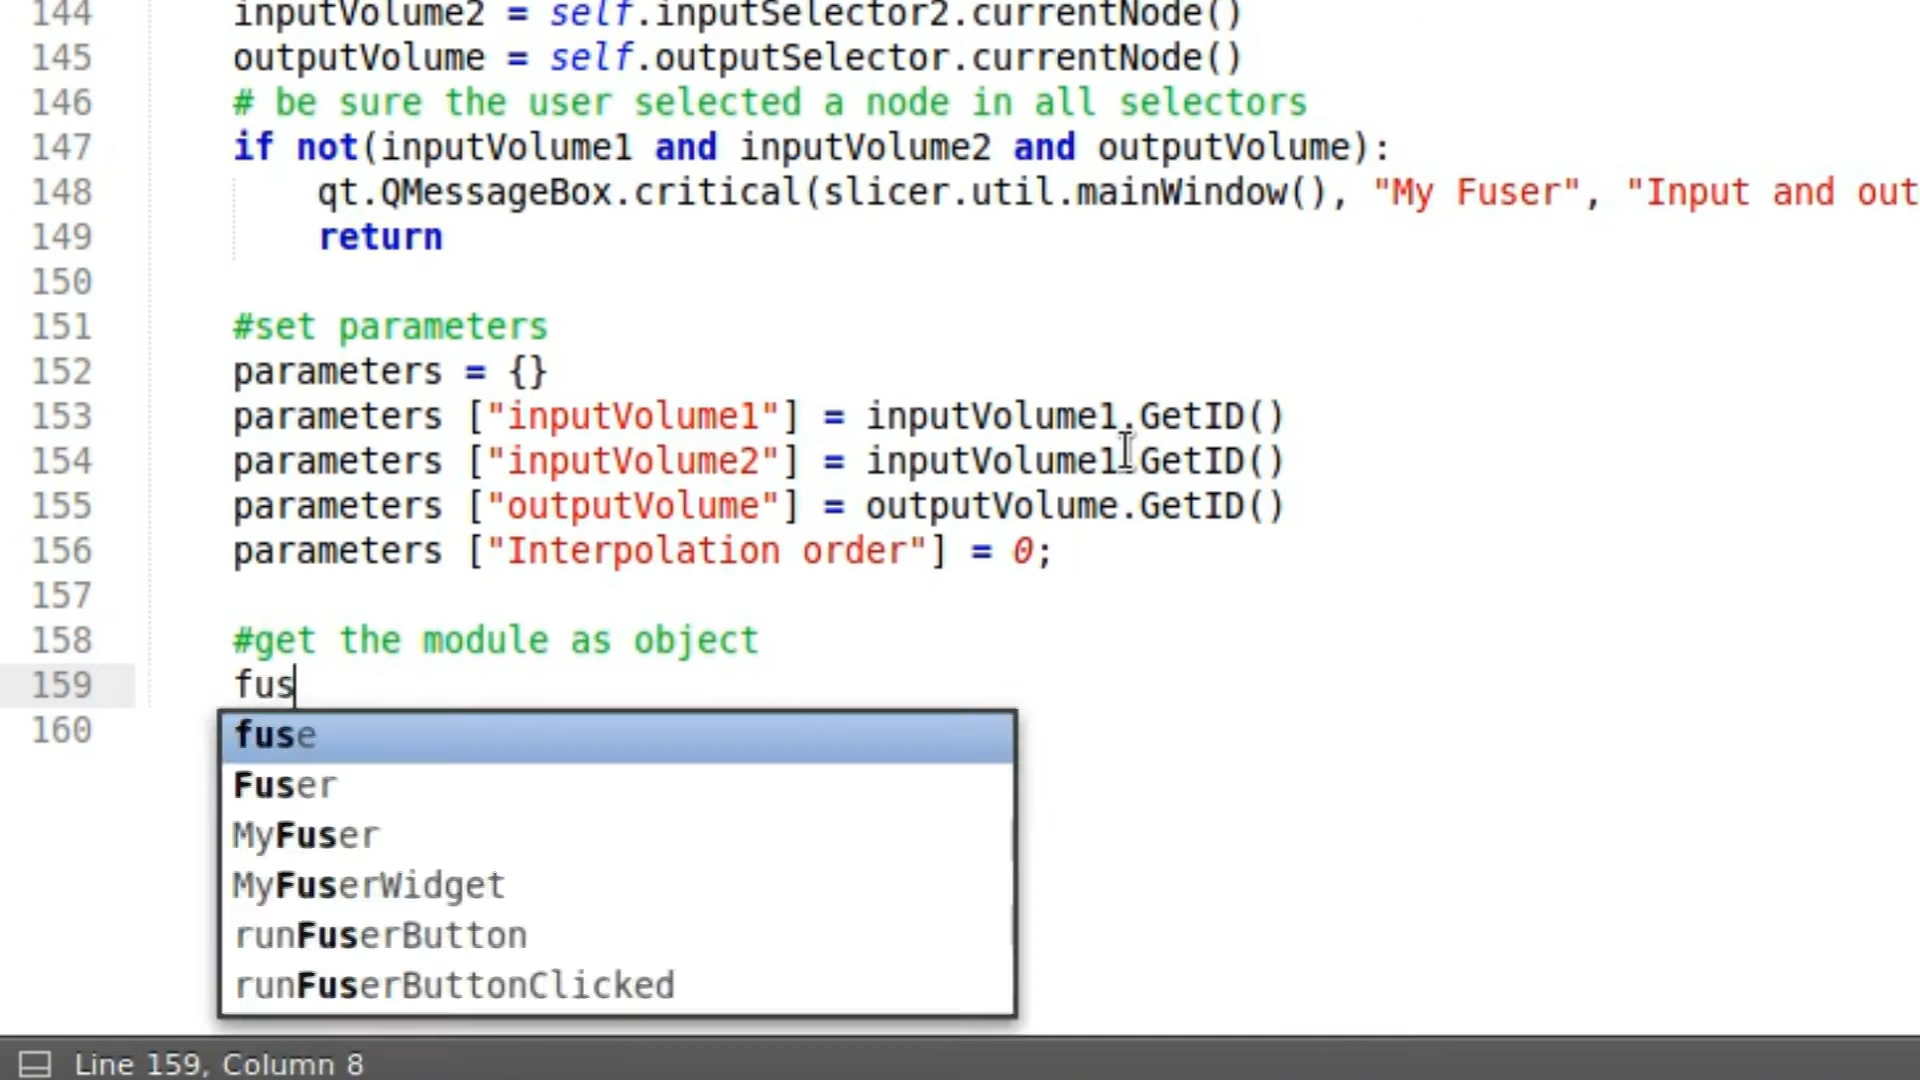 144 inputVolume2 = self.inputSelector2.currentNode()
145 outputVolume = self.outputSelector.currentNode()
146 # be sure the user selected a node in all selectors
147 if not(inputVolume1 and inputVolume2 and outputVolume):
148 qt.QMessageBox.critical(slicer.util.mainWindow(), "My Fuser", "Input and out
149 return
150
151 #set parameters
152 parameters = {}
153 parameters ["inputVolume1"] = inputVolume1.GetID()
154 parameters ["inputVolume2"] = inputVolume1.GetID()
155 parameters ["outputVolume"] = outputVolume.GetID()
156 parameters ["Interpolation order"] = 0;
157
158 #get the module as object
159 fus
fuse
160
Fuser
MyFuser
MyFuserWidget
runFuserButton
runFuserButtonClicked
Line 159, Column 8